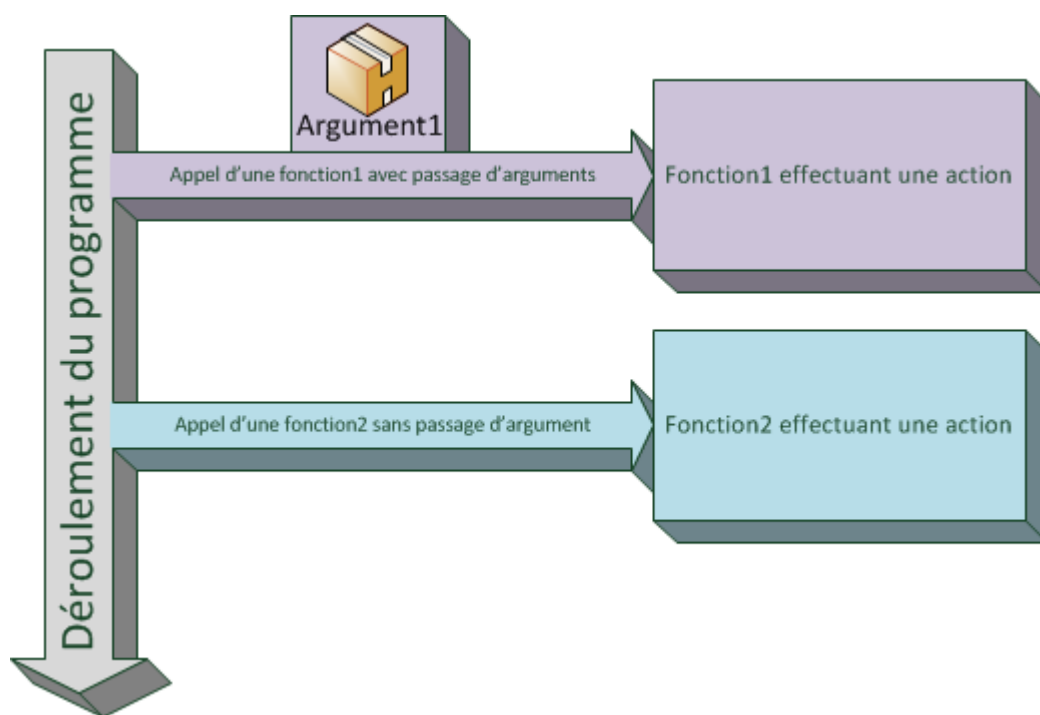 Argument1
Appel d'une fonction1 avec passage d'arguments
Fonction1 effectuant une action
Déroulement du programme
Appel d'une fonction2 sans passage d'argument
Fonction2 effectuant une action